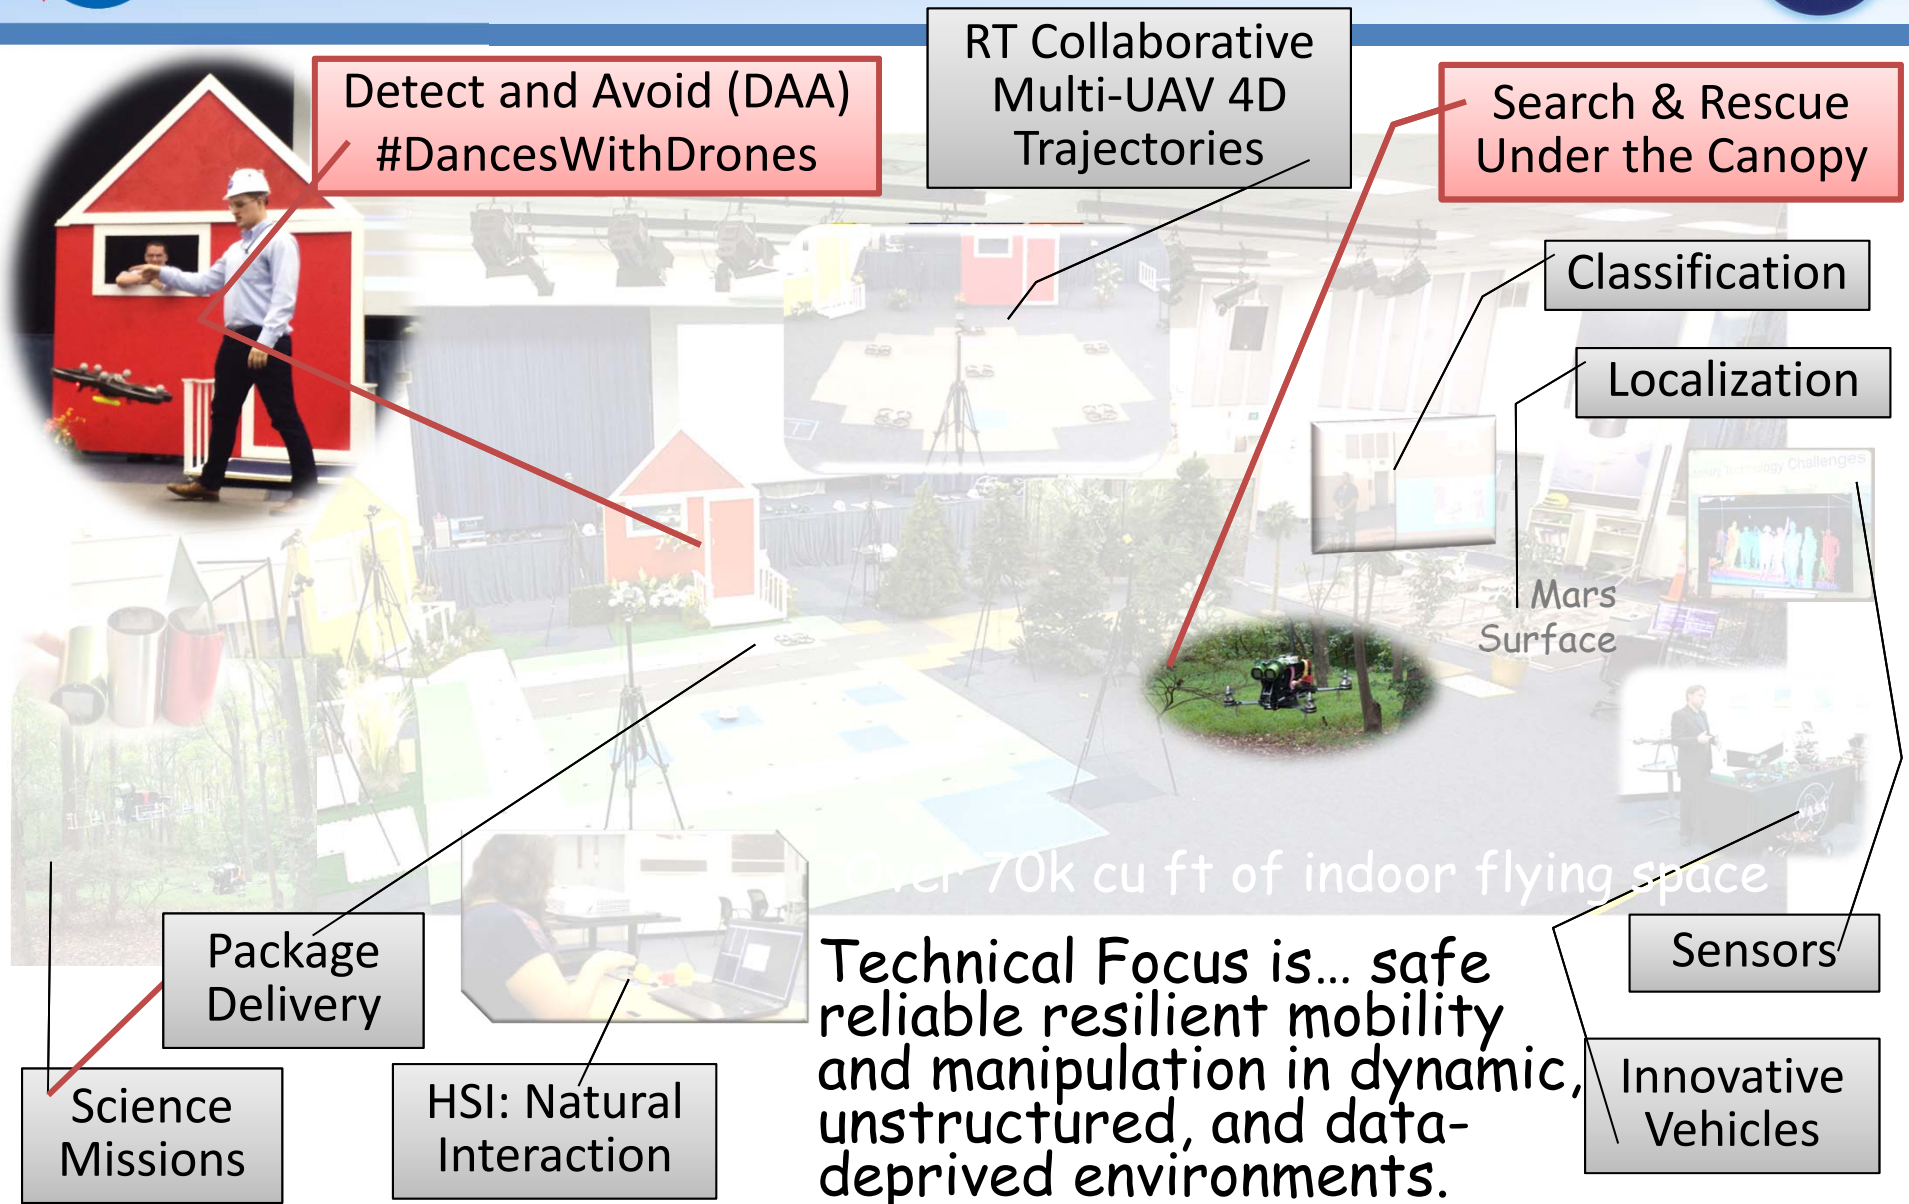 Detect and Avoid (DAA)
#DancesWithDrones
RT Collaborative
Multi-UAV 4D
Trajectories
Search & Rescue
Under the Canopy
Classification
Localization
Technology Challenges
Mars
Surface
Over 70k cu ft of indoor flying space
Package
Delivery
Sensors
Science
Missions
HSI: Natural
Interaction
Technical Focus is... safe
reliable resilient mobility
and manipulation in dynamic,
unstructured, and data-
deprived environments.
Innovative
Vehicles